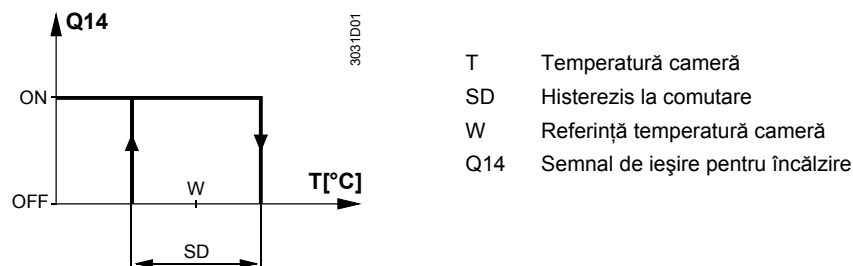 Q14
3031D01
ON
OFF
W
T[°C]
SD
T Temperatură cameră
SD Histerezis la comutare
W Referință temperatură cameră
Q14 Semnal de ieşire pentru încălzire